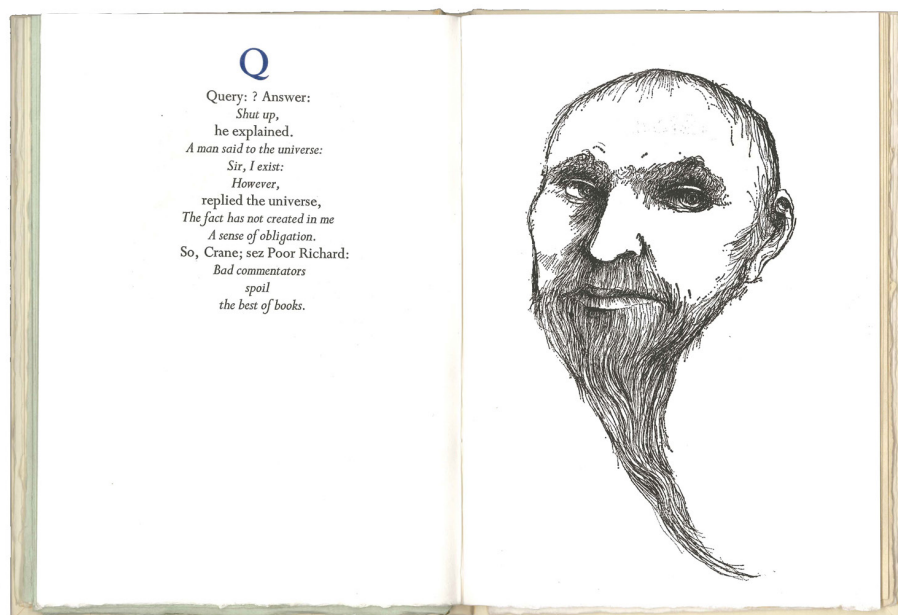 Q
Query: ? Answer:
Shut up,
he explained.
A man said to the universe:
Sir, I exist:
However,
replied the universe,
The fact has not created in me
A sense of obligation.
So, Crane; sez Poor Richard:
Bad commentators
spoil
the best of books.